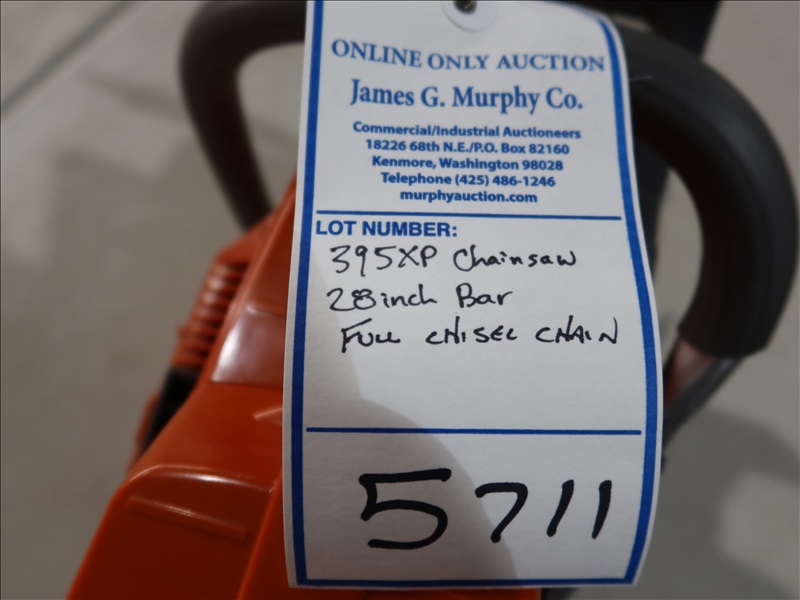 ONLINE ONLY AUCTION
James G. Murphy Co.
Commercial/Industrial Auctioneers
18226 68th N.E./P.O. Box 82160
Kenmore, Washington 98028
Telephone (425) 486-1246
murphyauction.com
LOT NUMBER:
395XP Chainsaw
28inch Bar
FULL CHISEL CHAIN
5711